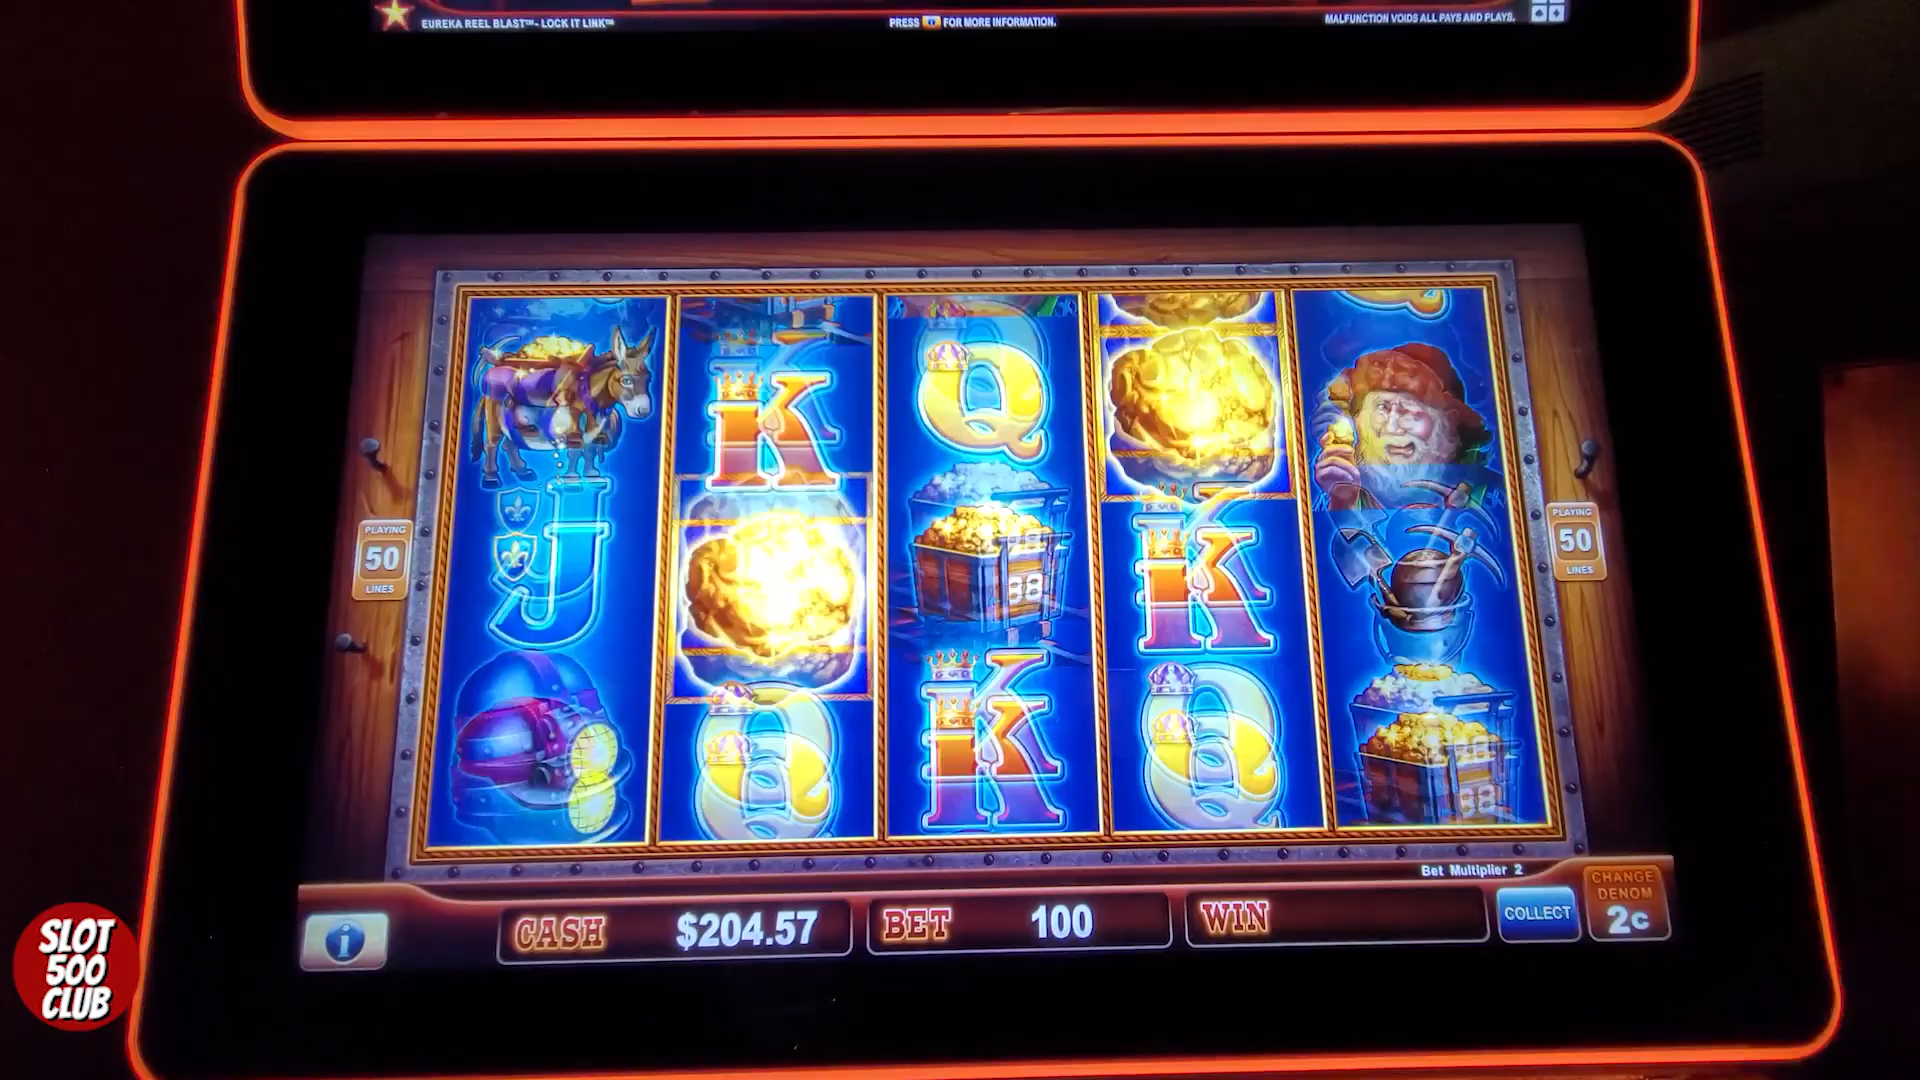 EUREKA REEL BLAST™ - LOCK IT LINK™
PRESS i FOR MORE INFORMATION.
MALFUNCTION VOIDS ALL PAYS AND PLAYS.
K
Q
J
88
K
K
Q
Q
88
PLAYING
50
LINES
PLAYING
50
LINES
Bet Multiplier 2
i
CASH $204.57
BET 100
WIN
COLLECT
CHANGE
DENOM
2c
SLOT
500
CLUB